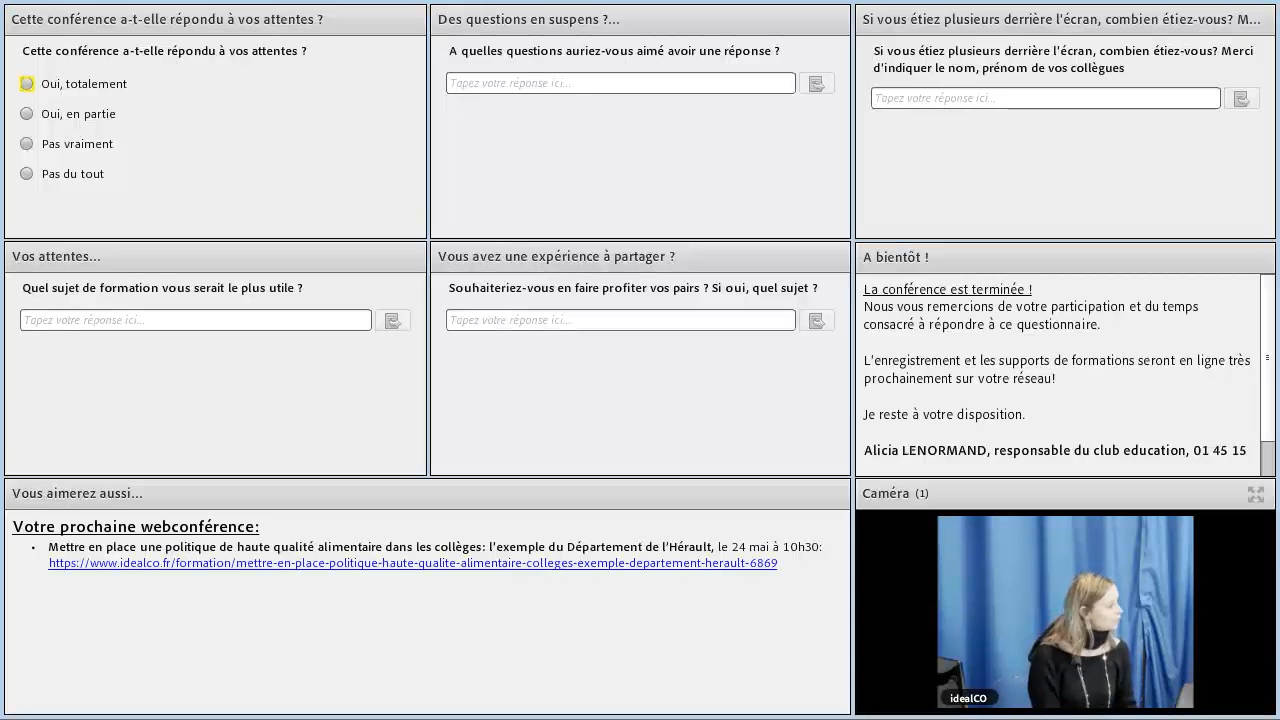 Cette conférence a-t-elle répondu à vos attentes ?
Cette conférence a-t-elle répondu à vos attentes ?
Oui, totalement
Oui, en partie
Pas vraiment
Pas du tout
Des questions en suspens ?...
A quelles questions auriez-vous aimé avoir une réponse ?
Tapez votre réponse ici...
Si vous étiez plusieurs derrière l'écran, combien étiez-vous? M...
Si vous étiez plusieurs derrière l'écran, combien étiez-vous? Merci
d'indiquer le nom, prénom de vos collègues
Tapez votre réponse ici...
Vos attentes...
Quel sujet de formation vous serait le plus utile ?
Tapez votre réponse ici...
Vous avez une expérience à partager ?
Souhaiteriez-vous en faire profiter vos pairs ? Si oui, quel sujet ?
Tapez votre réponse ici...
A bientôt !
La conférence est terminée !
Nous vous remercions de votre participation et du temps
consacré à répondre à ce questionnaire.
L'enregistrement et les supports de formations seront en ligne très
prochainement sur votre réseau!
Je reste à votre disposition.
Alicia LENORMAND, responsable du club education, 01 45 15
Vous aimerez aussi...
Votre prochaine webconférence:
• Mettre en place une politique de haute qualité alimentaire dans les collèges: l'exemple du Département de l'Hérault, le 24 mai à 10h30:
https://www.idealco.fr/formation/mettre-en-place-politique-haute-qualite-alimentaire-colleges-exemple-departement-herault-6869
Caméra (1)
idealCO